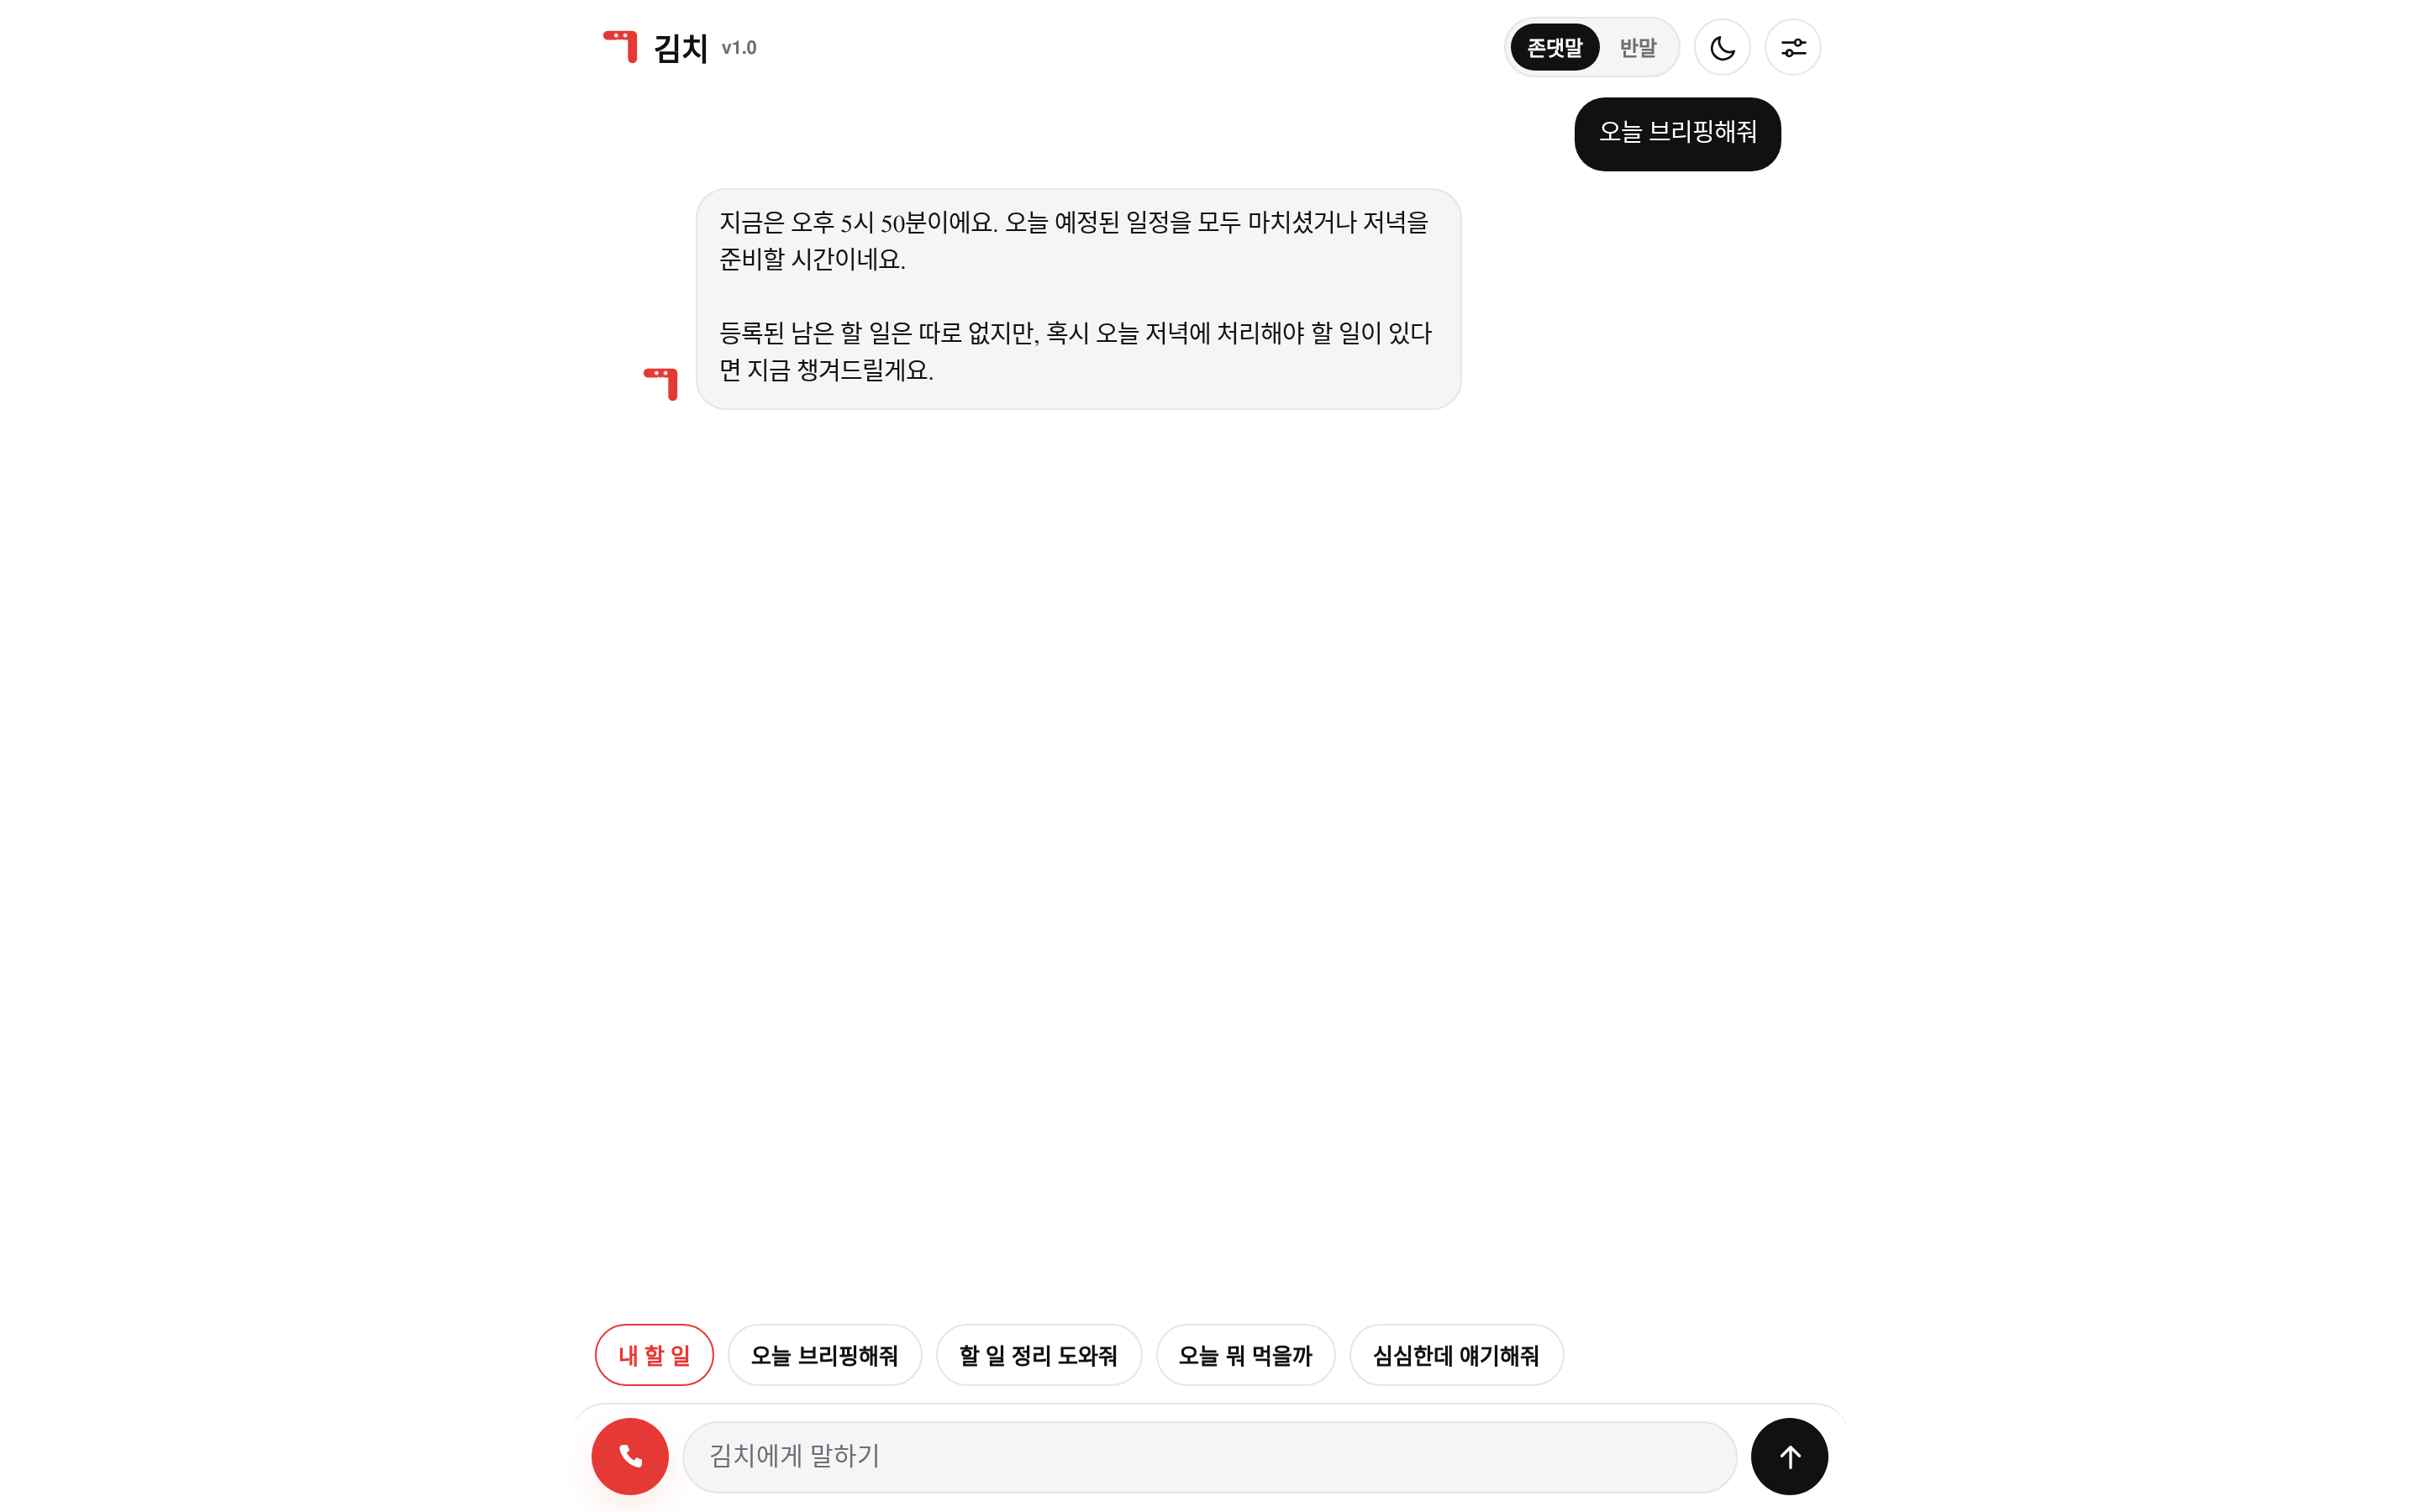 김치 v1.0
존댓말 반말
오늘 브리핑해줘
지금은 오후 5시 50분이에요. 오늘 예정된 일정을 모두 마치셨거나 저녁을
준비할 시간이네요.
등록된 남은 할 일은 따로 없지만, 혹시 오늘 저녁에 처리해야 할 일이 있다
면 지금 챙겨드릴게요.
내 할 일 오늘 브리핑해줘 할 일 정리 도와줘 오늘 뭐 먹을까 심심한데 얘기해줘
김치에게 말하기